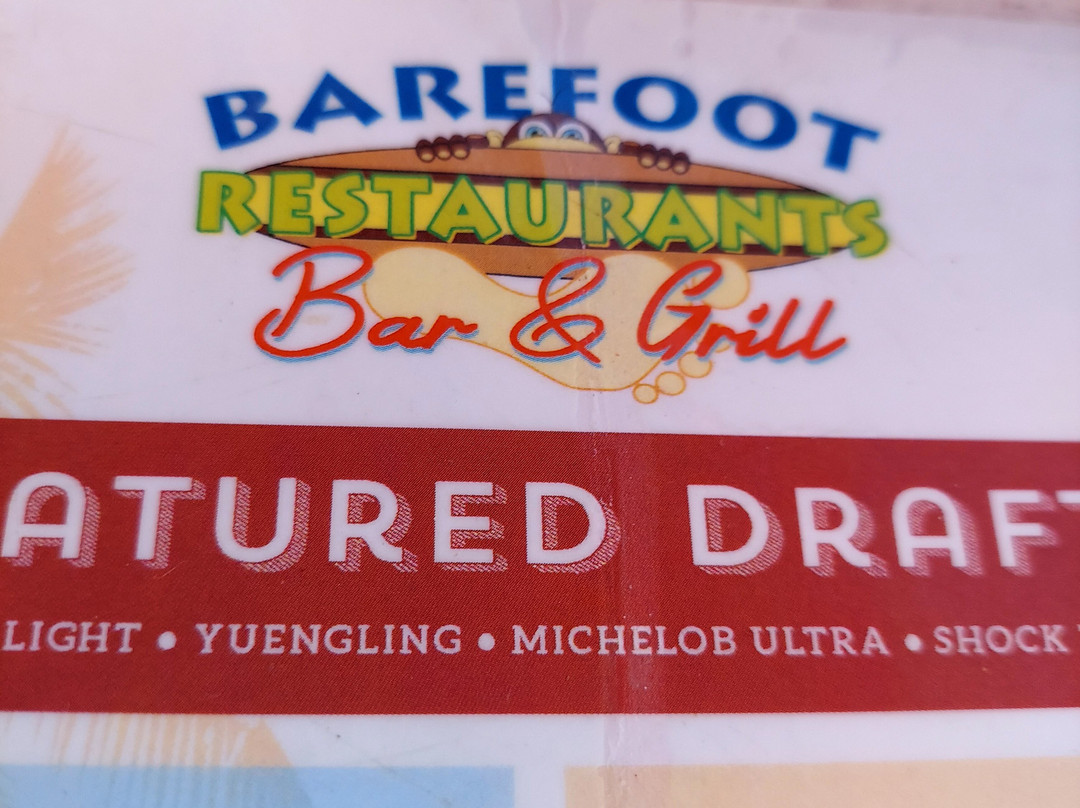 BAREFOOT
RESTAURANTS
Bar & Grill
ATURED DRAFT
LIGHT • YUENGLING • MICHELOB ULTRA • SHOCK